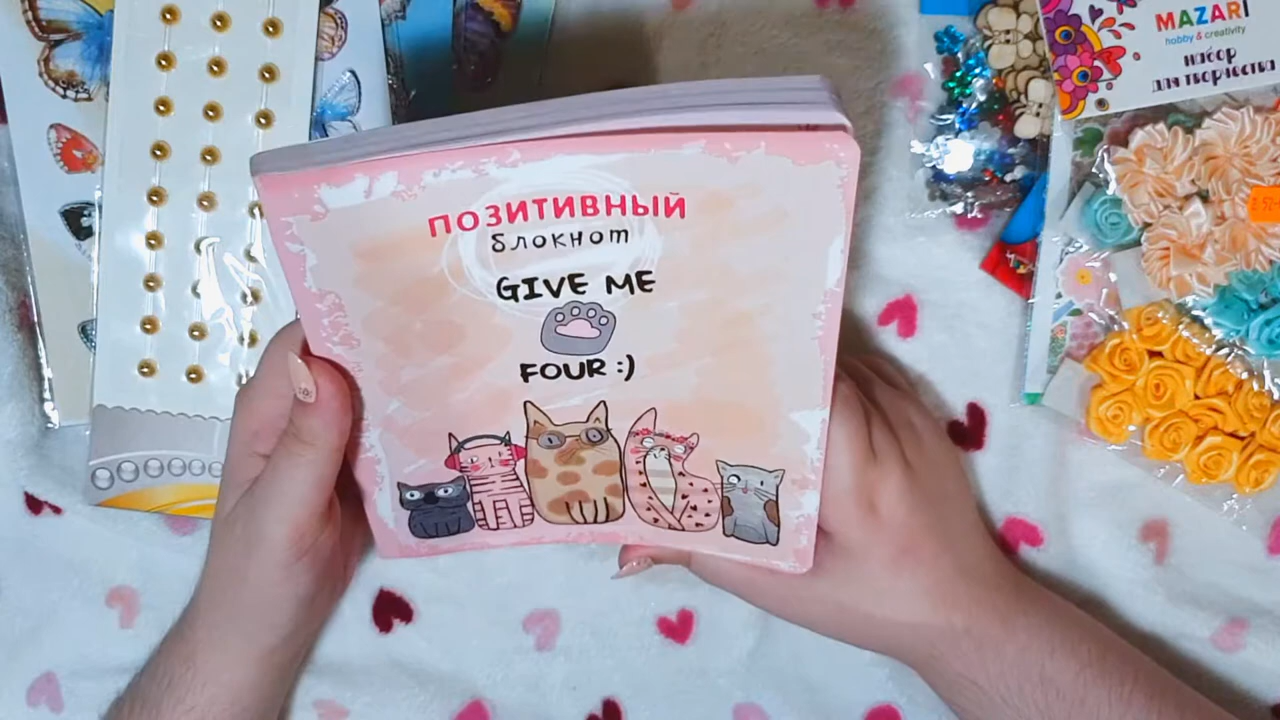 ПОЗИТИВНЫЙ
блокнот
GIVE ME
FOUR :)
MAZARI
hobby & creativity
набор
для творчества